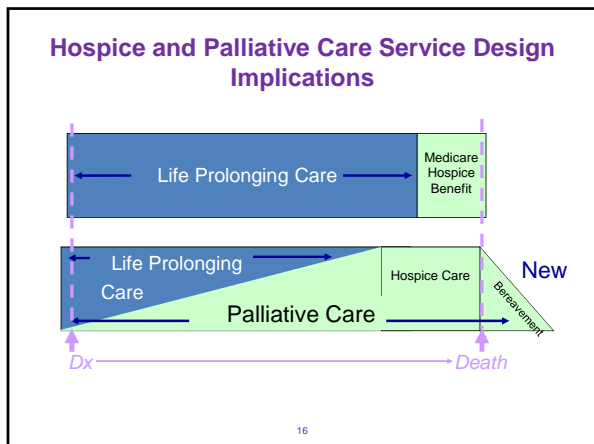 Hospice and Palliative Care Service Design
Implications
Life Prolonging Care
Medicare
Hospice
Benefit
Life Prolonging
Care
Hospice Care
New
Palliative Care
Bereavement
Dx
Death
16